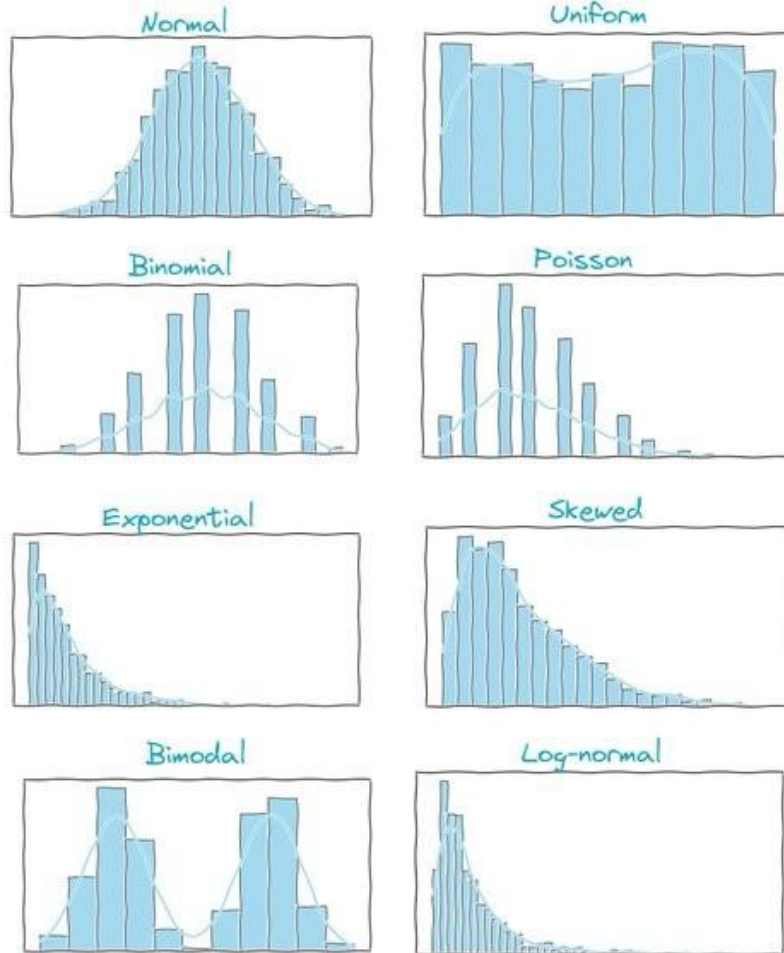 Normal
Uniform
Binomial
Poisson
Exponential
Skewed
Bimodal
Log-normal